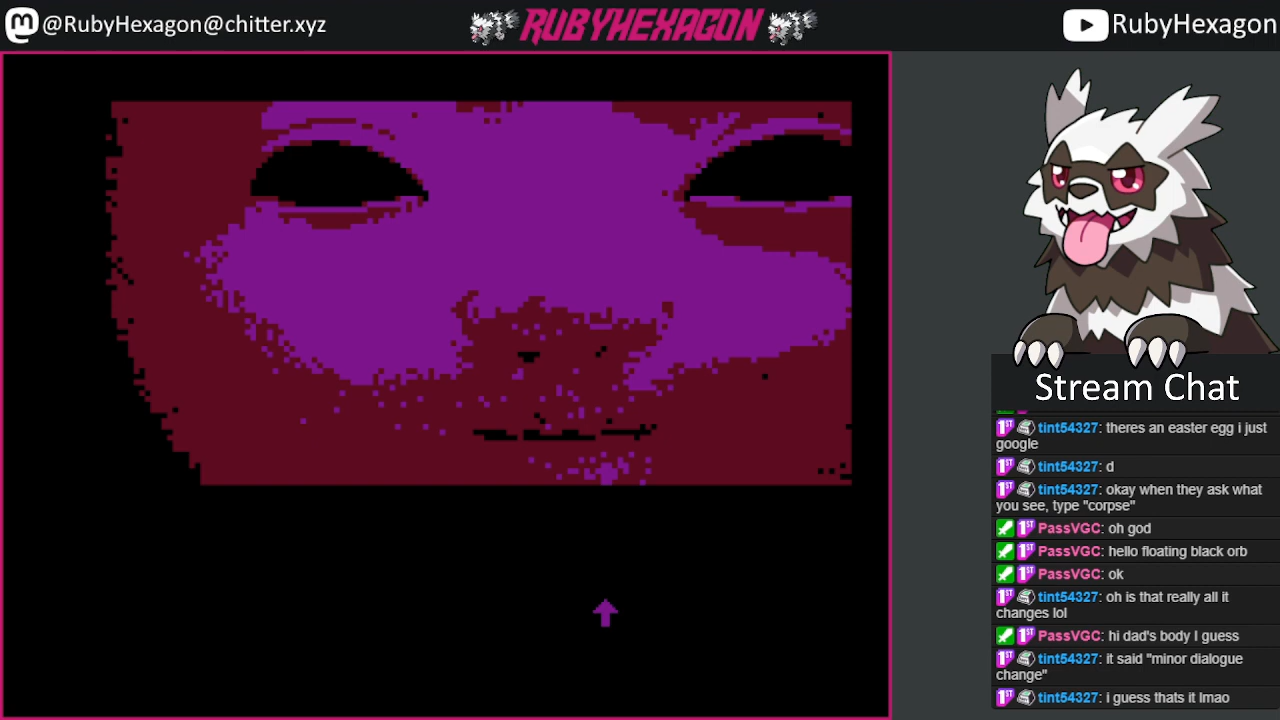 @RubyHexagon@chitter.xyz
RUBYHEXAGON
RubyHexagon
Stream Chat
tint54327: theres an easter egg i just
google
tint54327: d
tint54327: okay when they ask what
you see, type "corpse"
PassVGC: oh god
PassVGC: hello floating black orb
PassVGC: ok
tint54327: oh is that really all it
changes lol
PassVGC: hi dad's body I guess
tint54327: it said "minor dialogue
change"
tint54327: i guess thats it lmao